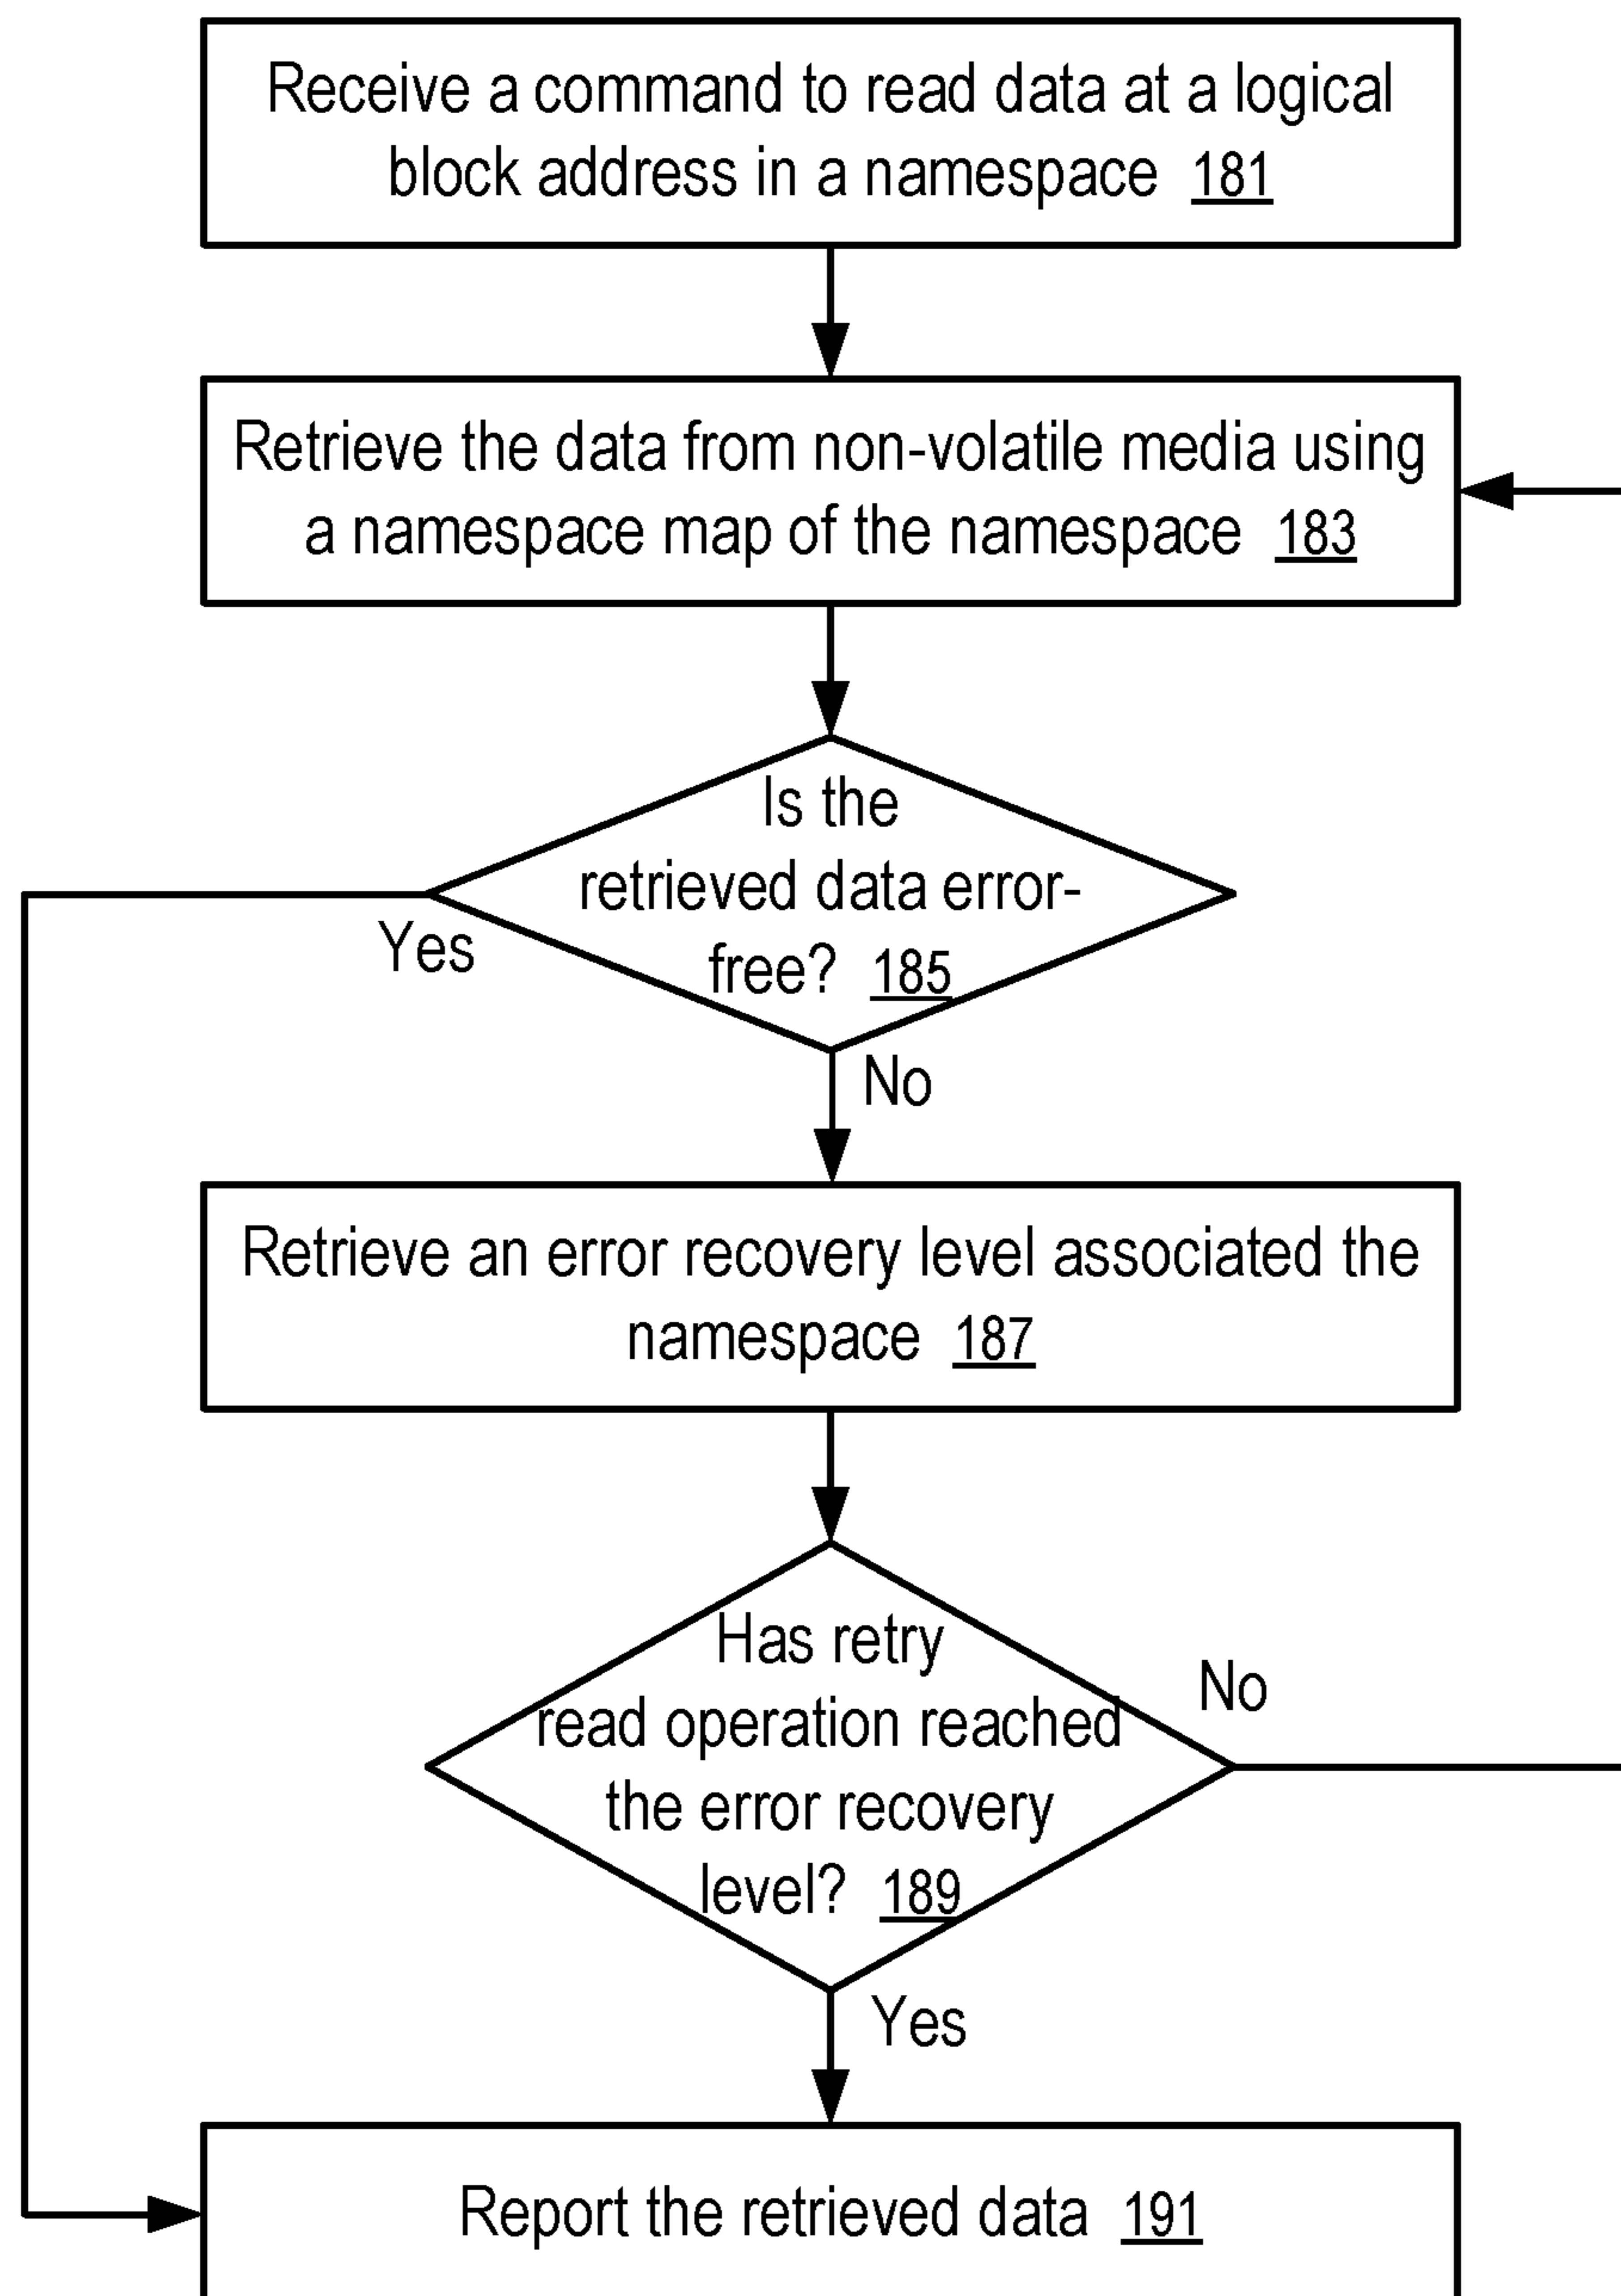 Receive a command to read data at a logical
block address in a namespace 181
Retrieve the data from non-volatile media using
a namespace map of the namespace 183
Is the
retrieved data error-
free? 185
Yes
No
Retrieve an error recovery level associated the
namespace 187
Has retry
read operation reached
the error recovery
level? 189
No
Yes
Report the retrieved data 191